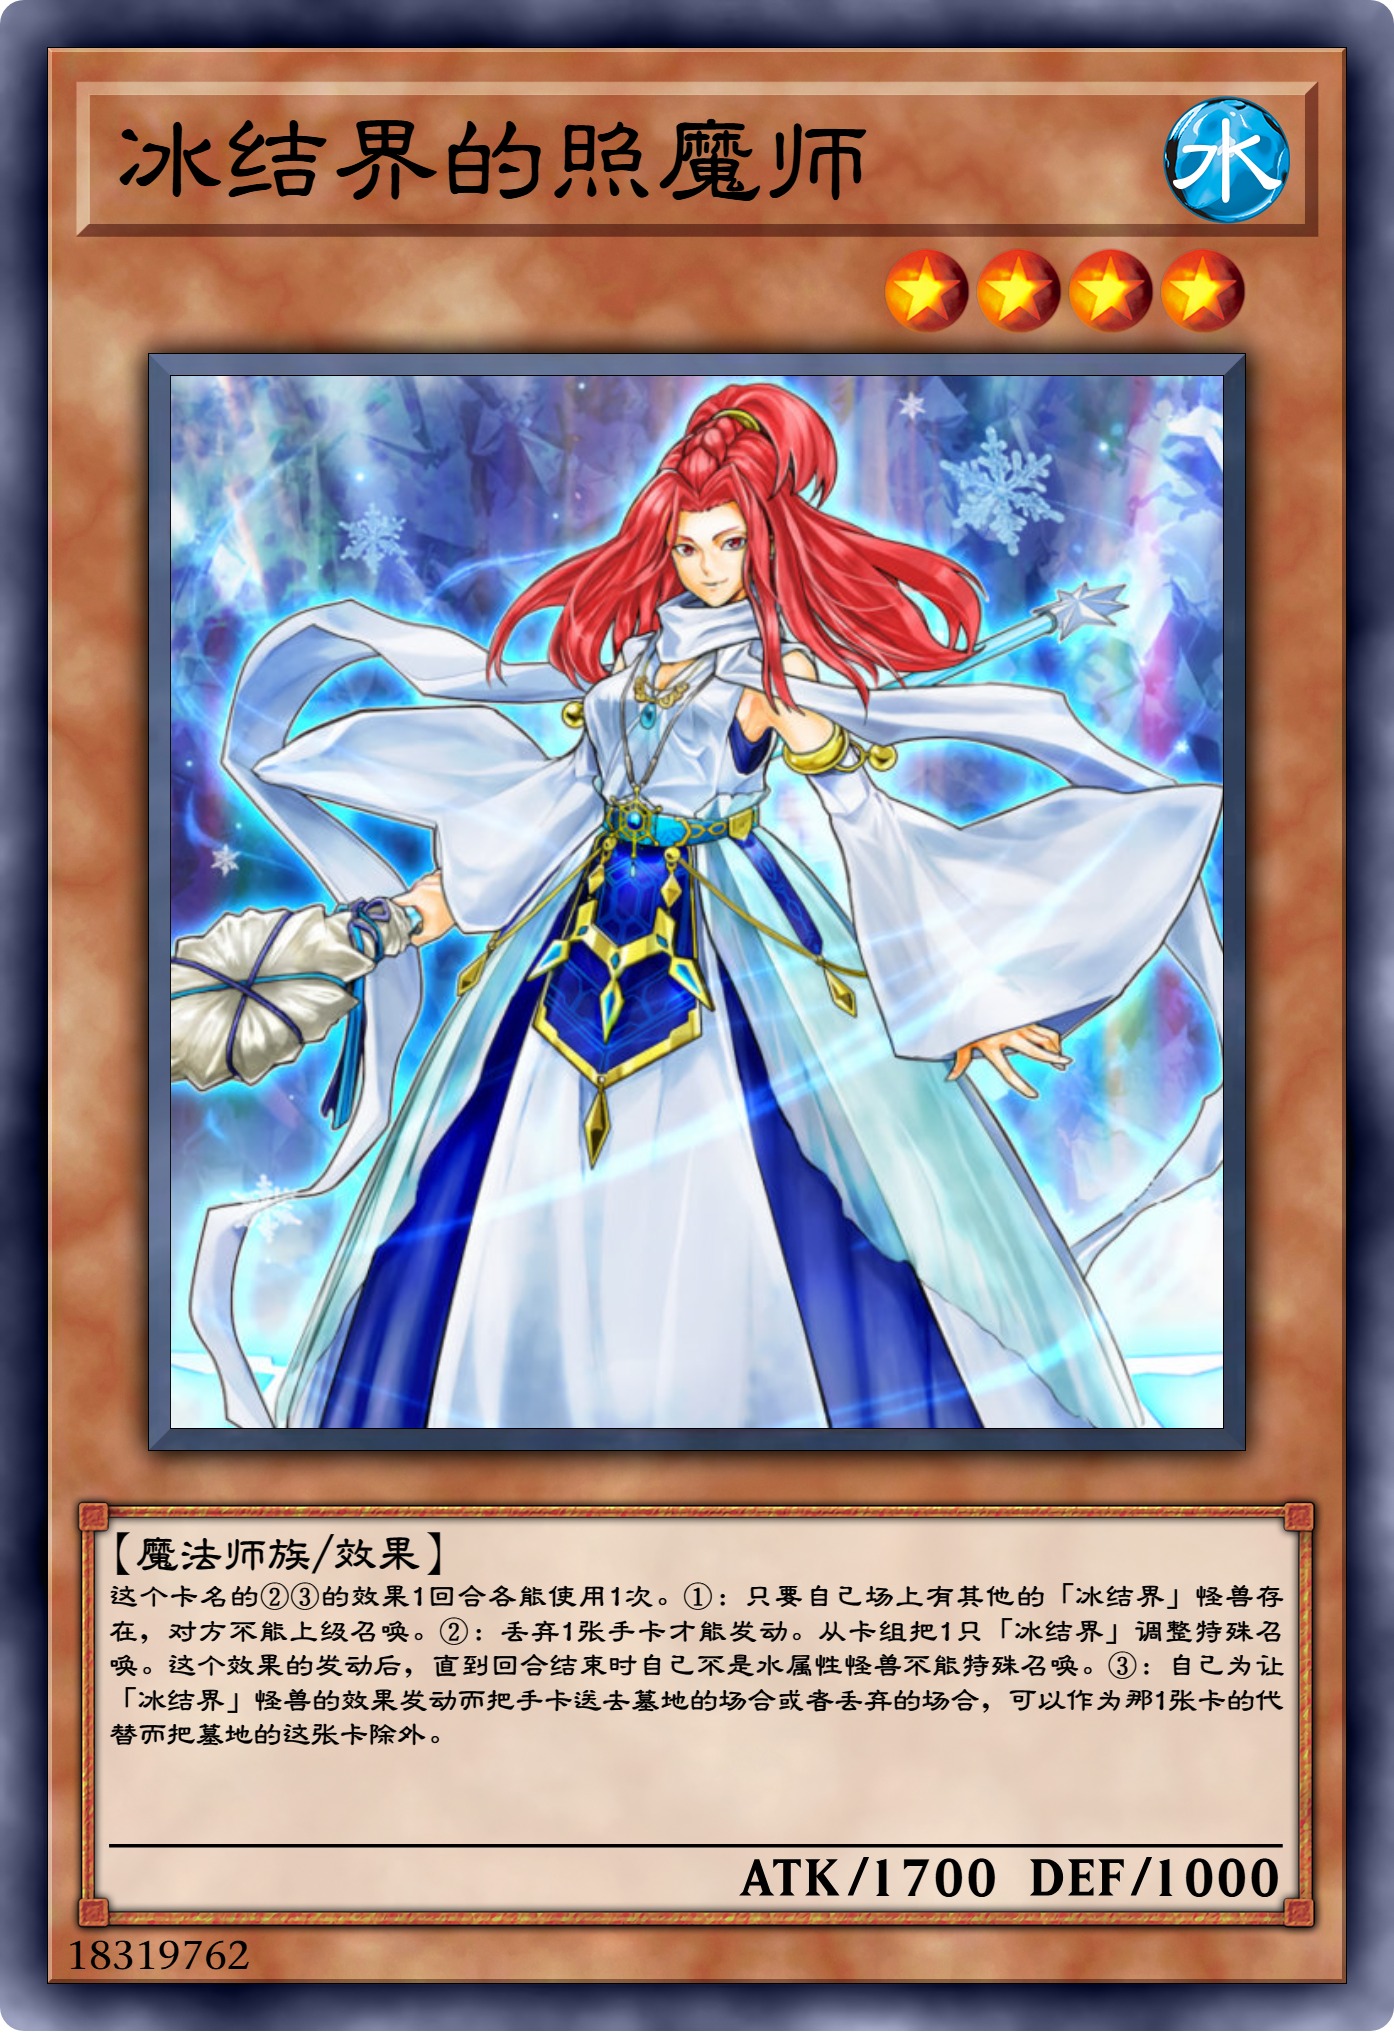 冰结界的照魔师
水
【魔法师族/效果】
这个卡名的②③的效果1回合各能使用1次。①：只要自己场上有其他的「冰结界」怪兽存
在，对方不能上级召唤。②：丢弃1张手卡才能发动。从卡组把1只「冰结界」调整特殊召
唤。这个效果的发动后，直到回合结束时自己不是水属性怪兽不能特殊召唤。③：自己为让
「冰结界」怪兽的效果发动而把手卡送去墓地的场合或者丢弃的场合，可以作为那1张卡的代
替而把墓地的这张卡除外。
ATK/1700 DEF/1000
18319762